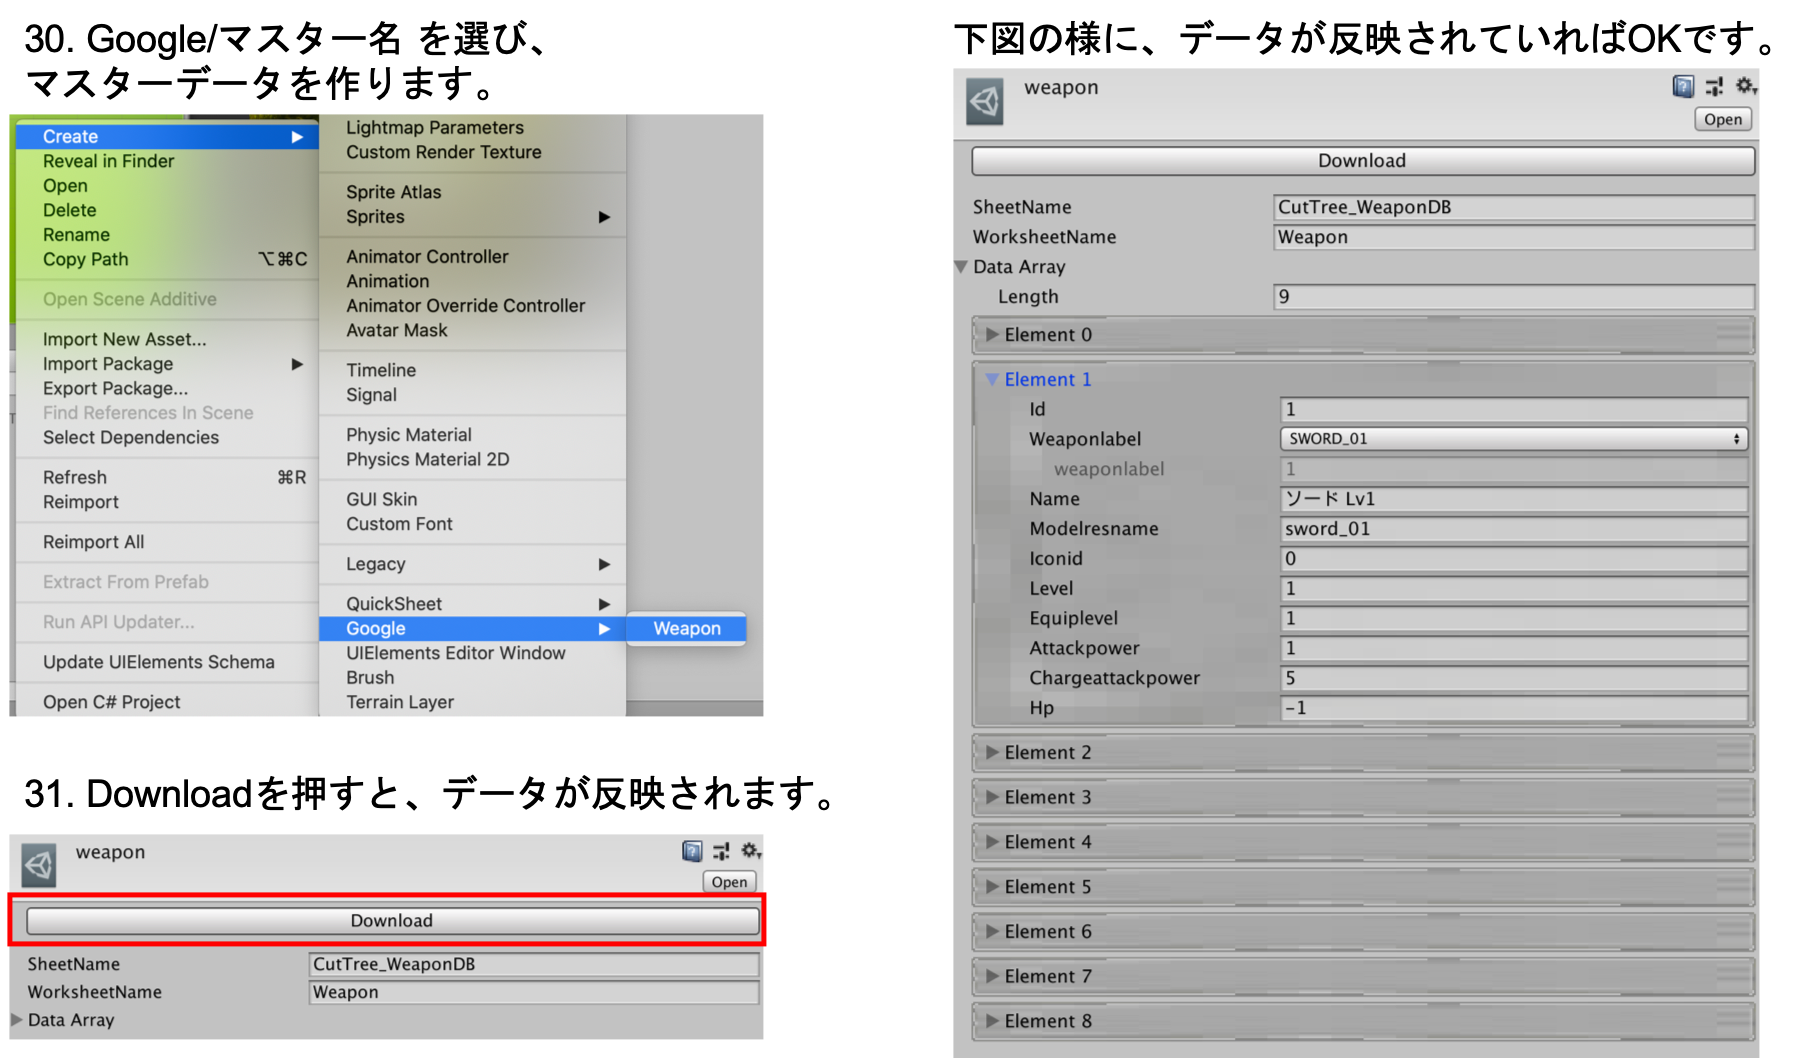 30. Google/マスター名 を選び、
マスターデータを作ります。
Create
Reveal in Finder
Open
Delete
Rename
Copy Path ⌥⌘C
Open Scene Additive
Import New Asset...
Import Package
Export Package...
Find References In Scene
Select Dependencies
Refresh ⌘R
Reimport
Reimport All
Extract From Prefab
Run API Updater...
Update UIElements Schema
Open C# Project
Lightmap Parameters
Custom Render Texture
Sprite Atlas
Sprites
Animator Controller
Animation
Animator Override Controller
Avatar Mask
Timeline
Signal
Physic Material
Physics Material 2D
GUI Skin
Custom Font
Legacy
QuickSheet
Google
UIElements Editor Window
Brush
Terrain Layer
Weapon
31. Downloadを押すと、データが反映されます。
weapon
Open
Download
SheetName CutTree_WeaponDB
WorksheetName Weapon
Data Array
下図の様に、データが反映されていればOKです。
weapon
Open
Download
SheetName CutTree_WeaponDB
WorksheetName Weapon
Data Array
Length 9
Element 0
Element 1
Id 1
Weaponlabel SWORD_01
weaponlabel 1
Name ソード Lv1
Modelresname sword_01
Iconid 0
Level 1
Equiplevel 1
Attackpower 1
Chargeattackpower 5
Hp -1
Element 2
Element 3
Element 4
Element 5
Element 6
Element 7
Element 8